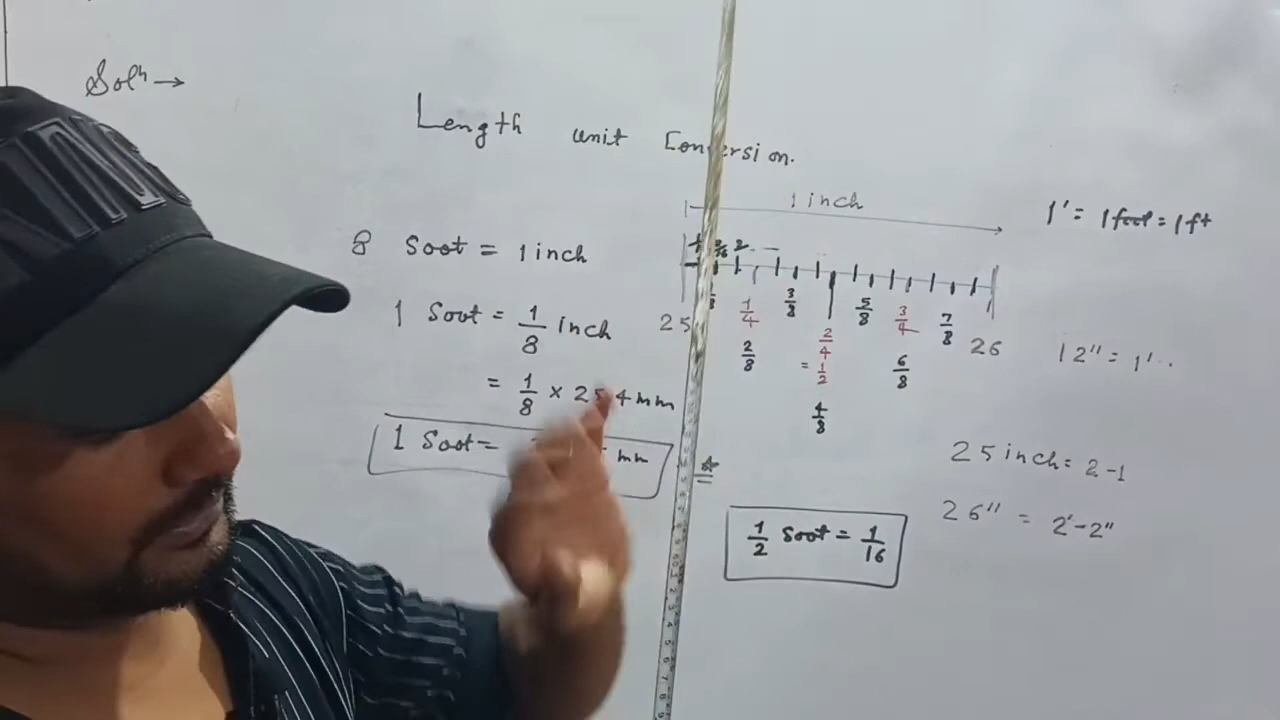 Solⁿ →
Length unit Conversion.
1 inch
1' = 1 feet = 1 ft
8 Soot = 1 inch
1 Soot = 1/8 inch
= 1/8 × 25.4 mm
1 Soot = mm
2
1/4 3/8 5/8 3/4 7/8
25 26
2/8 2/4 = 1/2 6/8
4/8
12" = 1'..
25 inch = 2-1
26" = 2'-2"
1/2 Soot = 1/16